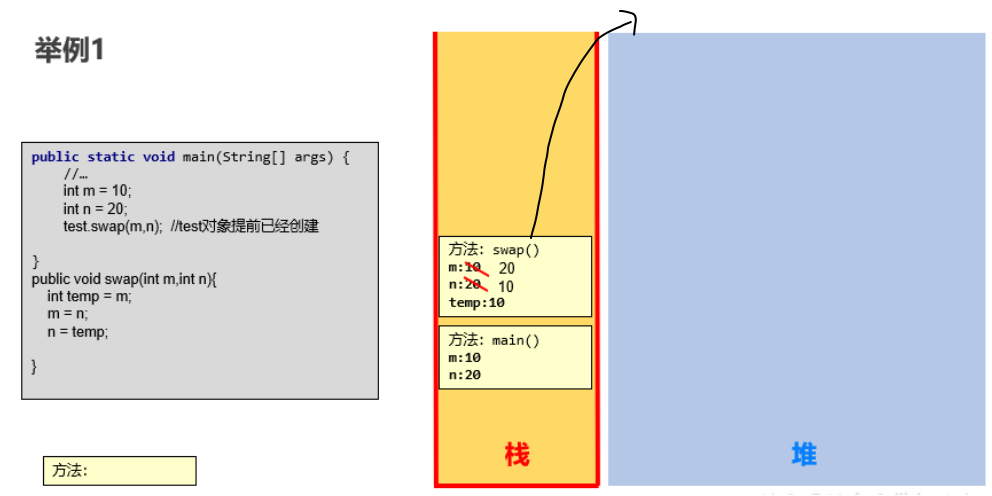 举例1
public static void main(String[] args) {
//…
int m = 10;
int n = 20;
test.swap(m,n); //test对象提前已经创建
}
public void swap(int m,int n){
int temp = m;
m = n;
n = temp;
}
方法:
方法: swap()
m:10 20
n:20 10
temp:10
方法: main()
m:10
n:20
栈
堆